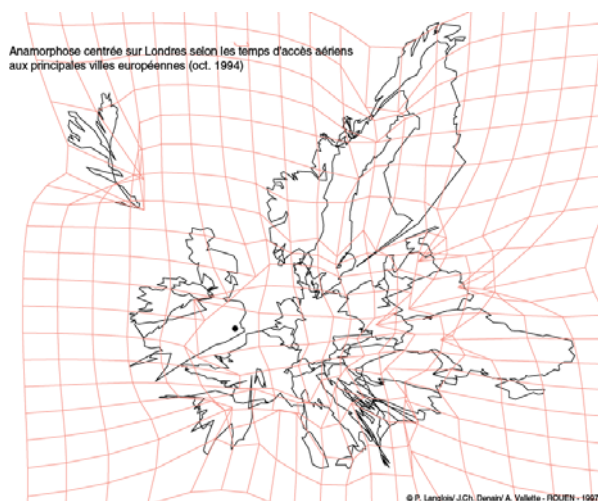 Anamorphose centrée sur Londres selon les temps d'accès aériens
aux principales villes européennes (oct. 1994)
© P. Langlois/ J.Ch. Denain/ A. Vallette - ROUEN - 1997